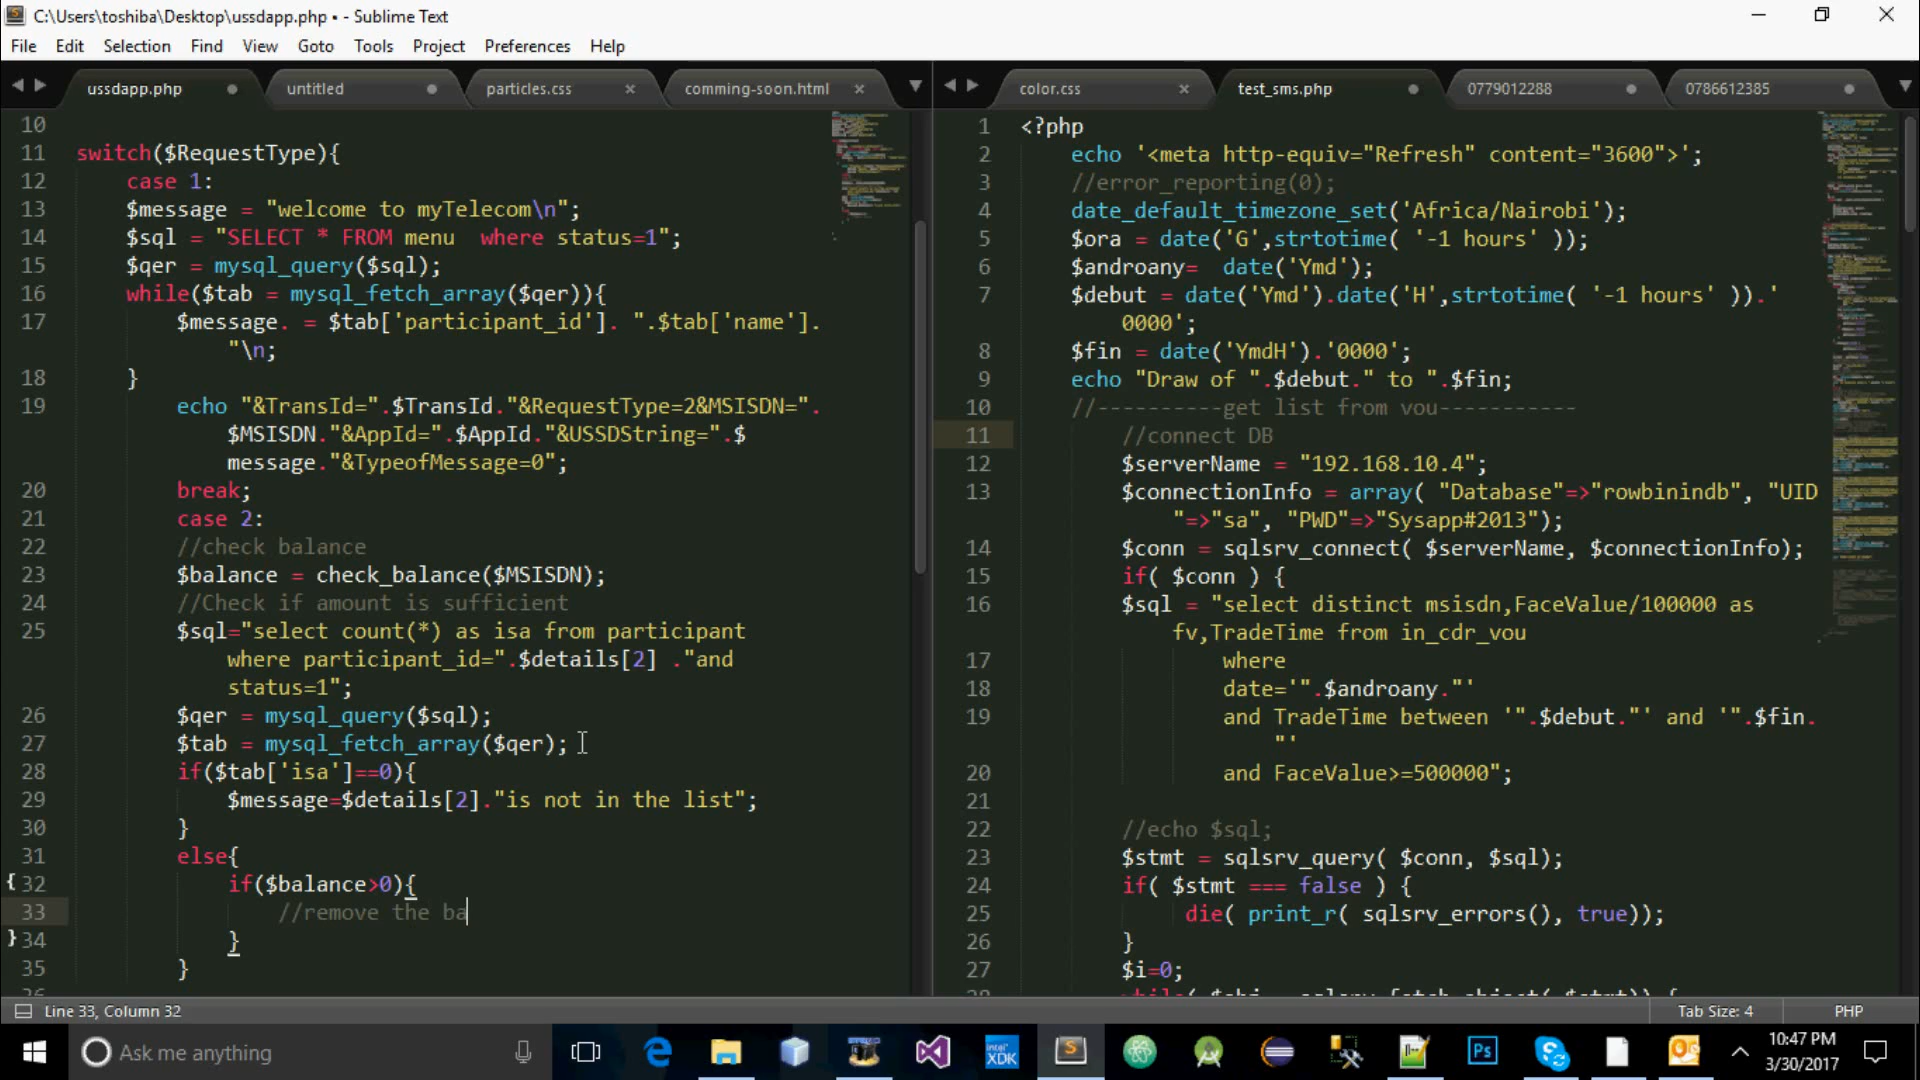 C:\Users\toshiba\Desktop\ussdapp.php • - Sublime Text
File Edit Selection Find View Goto Tools Project Preferences Help
ussdapp.php untitled particles.css × comming-soon.html ×
10
11 switch($RequestType){
12 case 1:
13 $message = "welcome to myTelecom\n";
14 $sql = "SELECT * FROM menu  where status=1";
15 $qer = mysql_query($sql);
16 while($tab = mysql_fetch_array($qer)){
17 $message. = $tab['participant_id']. ".$tab['name'].
"\n;
18 }
19 echo "&TransId=".$TransId."&RequestType=2&MSISDN=".
$MSISDN."&AppId=".$AppId."&USSDString=".$
message."&TypeofMessage=0";
20 break;
21 case 2:
22 //check balance
23 $balance = check_balance($MSISDN);
24 //Check if amount is sufficient
25 $sql="select count(*) as isa from participant
where participant_id=".$details[2] ."and
status=1";
26 $qer = mysql_query($sql);
27 $tab = mysql_fetch_array($qer);
28 if($tab['isa']==0){
29 $message=$details[2]."is not in the list";
30 }
31 else{
32 if($balance>0){
33 //remove the ba
34 }
35 }
color.css × test_sms.php 0779012288 0786612385
1 <?php
2 echo '<meta http-equiv="Refresh" content="3600">';
3 //error_reporting(0);
4 date_default_timezone_set('Africa/Nairobi');
5 $ora = date('G',strtotime( '-1 hours' ));
6 $androany=  date('Ymd');
7 $debut = date('Ymd').date('H',strtotime( '-1 hours' )).'
0000';
8 $fin = date('YmdH').'0000';
9 echo "Draw of ".$debut." to ".$fin;
10 //----------get list from vou-----------
11 //connect DB
12 $serverName = "192.168.10.4";
13 $connectionInfo = array( "Database"=>"rowbinindb", "UID
"=>"sa", "PWD"=>"Sysapp#2013");
14 $conn = sqlsrv_connect( $serverName, $connectionInfo);
15 if( $conn ) {
16 $sql = "select distinct msisdn,FaceValue/100000 as
fv,TradeTime from in_cdr_vou
17 where
18 date='".$androany."'
19 and TradeTime between '".$debut."' and '".$fin.
"'
20 and FaceValue>=500000";
21
22 //echo $sql;
23 $stmt = sqlsrv_query( $conn, $sql);
24 if( $stmt === false ) {
25 die( print_r( sqlsrv_errors(), true));
26 }
27 $i=0;
Line 33, Column 32
Tab Size: 4 PHP
Ask me anything
10:47 PM
3/30/2017